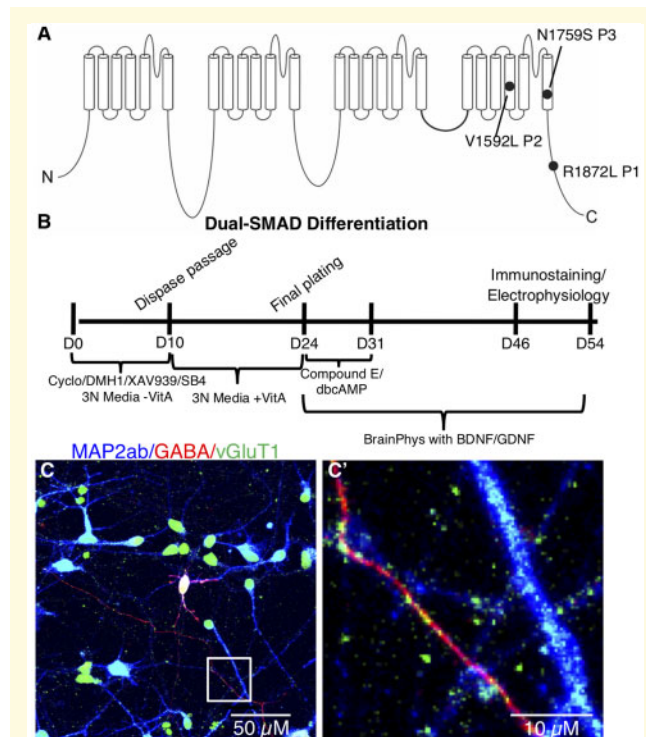 A
N1759S P3
V1592L P2
R1872L P1
N
C
B
Dual-SMAD Differentiation
Dispase passage
Final plating
Immunostaining/
Electrophysiology
D0
D10
D24
D31
D46
D54
Cyclo/DMH1/XAV939/SB4
3N Media -VitA
3N Media +VitA
Compound E/
dbcAMP
BrainPhys with BDNF/GDNF
MAP2ab/GABA/vGluT1
C
C'
50 µM
10 µM